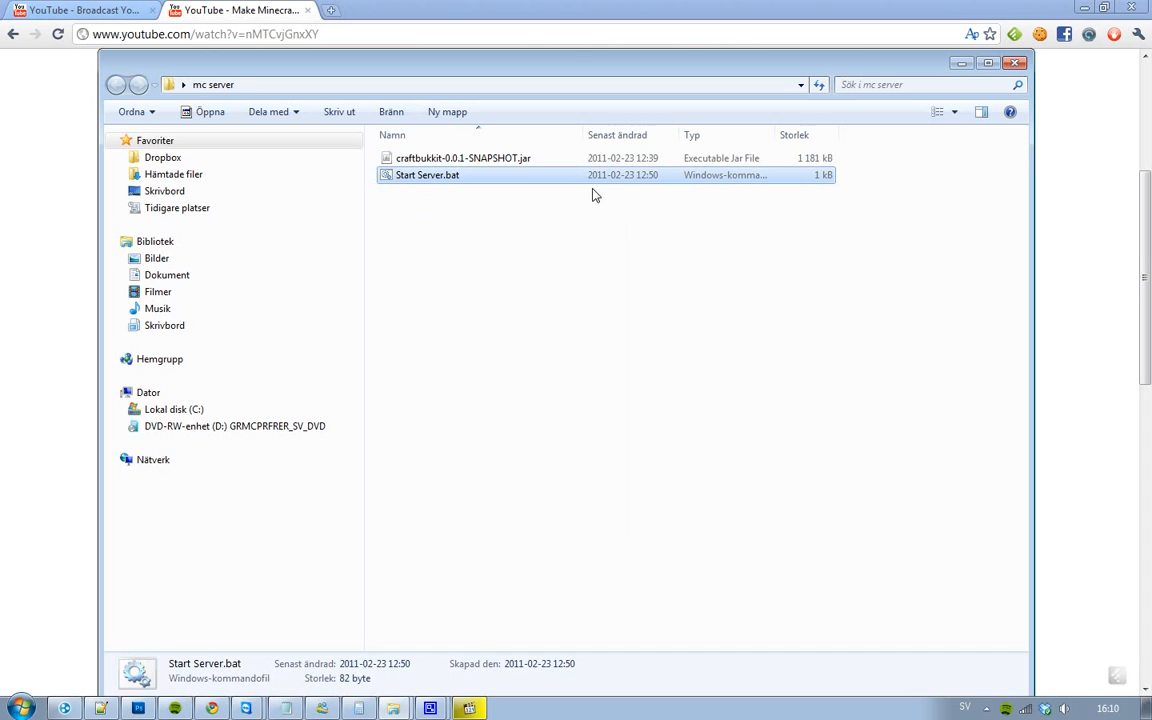 YouTube - Broadcast Yo...
YouTube - Make Minecra...
www.youtube.com/watch?v=nMTCvjGnxXY
mc server
Sök i mc server
Ordna
Öppna
Dela med
Skriv ut
Bränn
Ny mapp
Namn
Senast ändrad
Typ
Storlek
craftbukkit-0.0.1-SNAPSHOT.jar
2011-02-23 12:39
Executable Jar File
1 181 kB
Start Server.bat
2011-02-23 12:50
Windows-komma...
1 kB
Favoriter
Dropbox
Hämtade filer
Skrivbord
Tidigare platser
Bibliotek
Bilder
Dokument
Filmer
Musik
Skrivbord
Hemgrupp
Dator
Lokal disk (C:)
DVD-RW-enhet (D:) GRMCPRFRER_SV_DVD
Nätverk
Start Server.bat
Senast ändrad: 2011-02-23 12:50
Skapad den: 2011-02-23 12:50
Windows-kommandofil
Storlek: 82 byte
SV
16:10